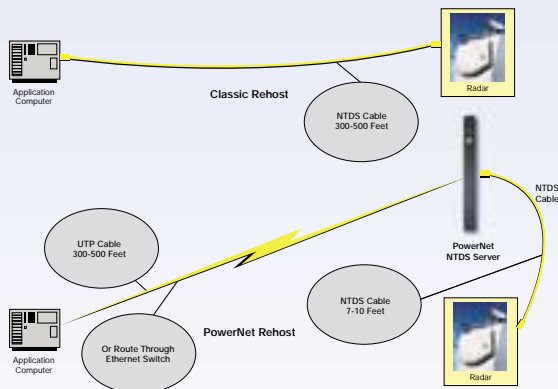 Application
Computer
Classic Rehost
Radar
NTDS Cable
300-500 Feet
NTDS
Cable
PowerNet
NTDS Server
UTP Cable
300-500 Feet
NTDS Cable
7-10 Feet
PowerNet Rehost
Or Route Through
Ethernet Switch
Application
Computer
Radar